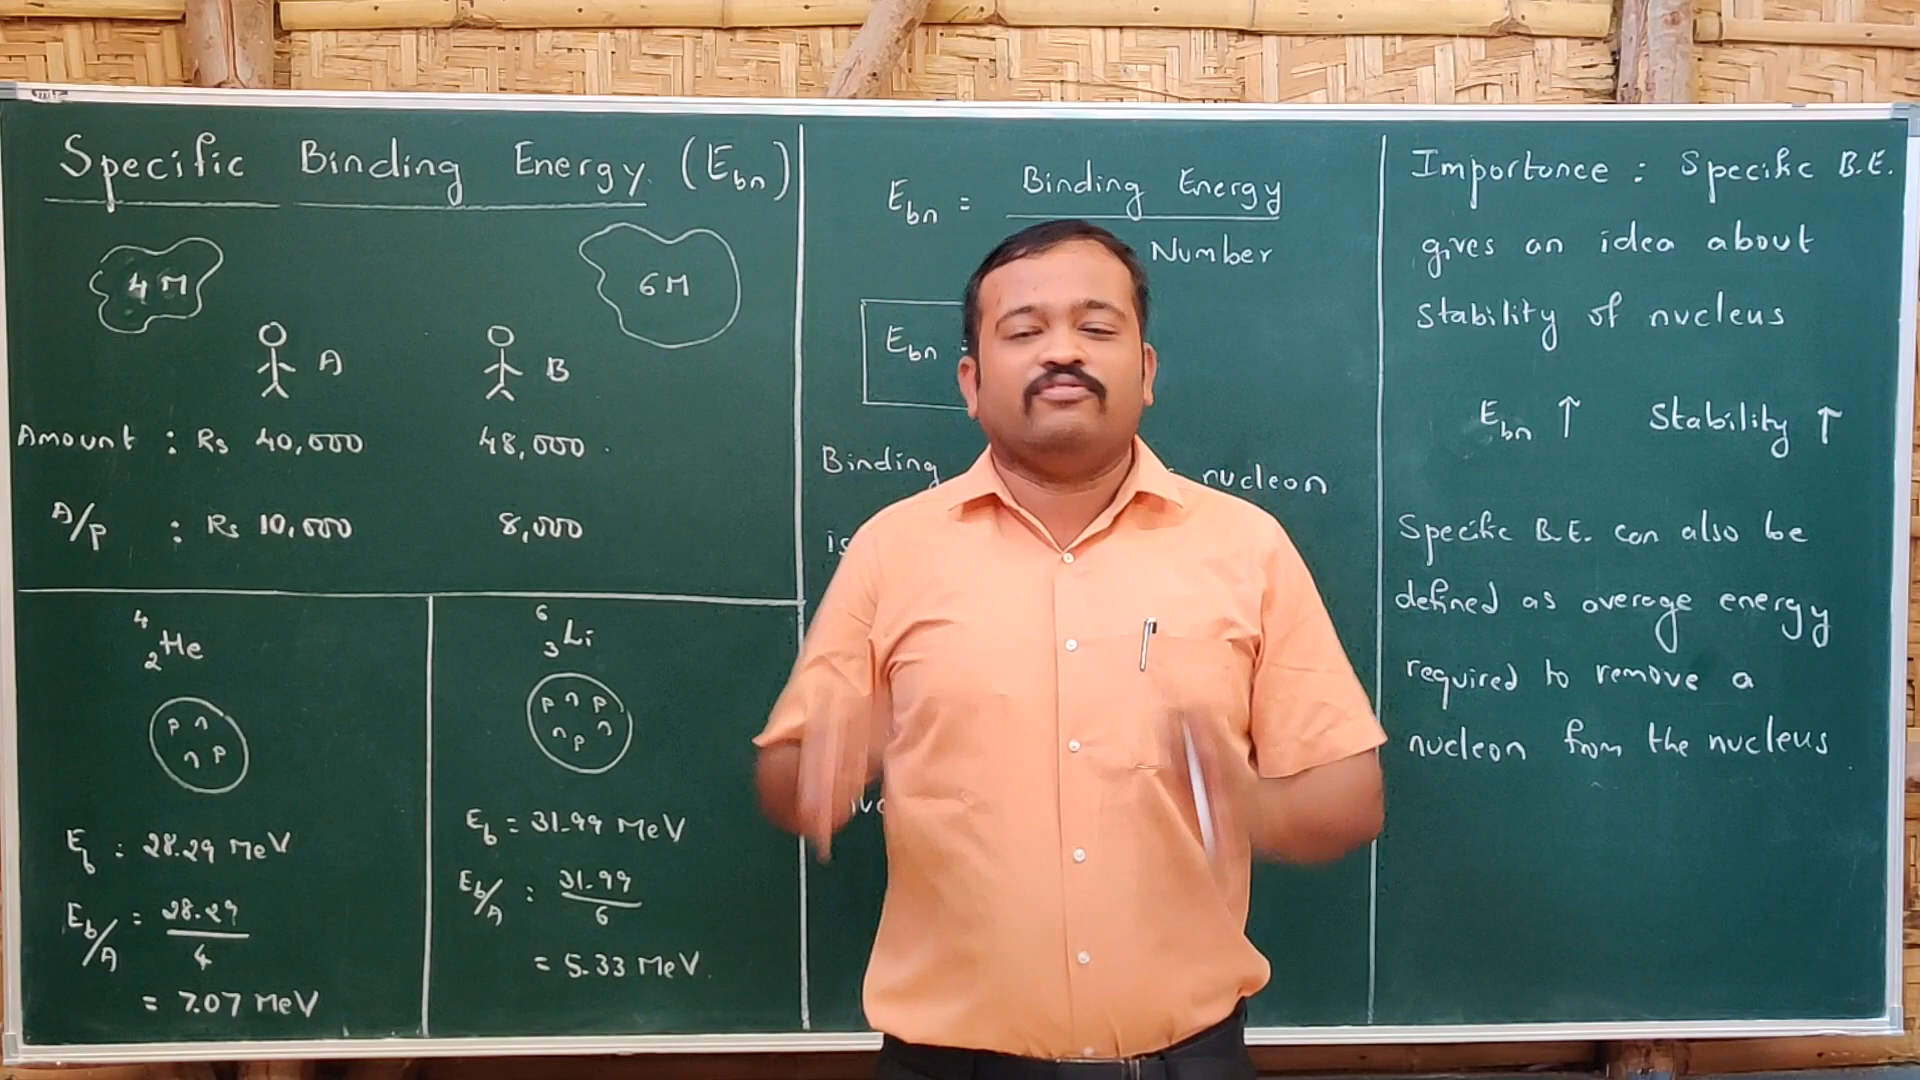 Specific Binding Energy (Ebn)
4 M
6 M
A
B
Amount : Rs 40,000 48,000
A/P : Rs 10,000 8,000
4
2He
p n
n p
Eb = 28.29 MeV
Eb/A = 28.29
4
= 7.07 MeV
6
3Li
p n p
n p n
Eb = 31.99 MeV
Eb/A = 31.99
6
= 5.33 MeV
Ebn = Binding Energy
Number
Ebn =
Binding nucleon
is
Importance : Specific B.E.
gives an idea about
stability of nucleus
Ebn ↑ Stability ↑
Specific B.E. can also be
defined as average energy
required to remove a
nucleon from the nucleus